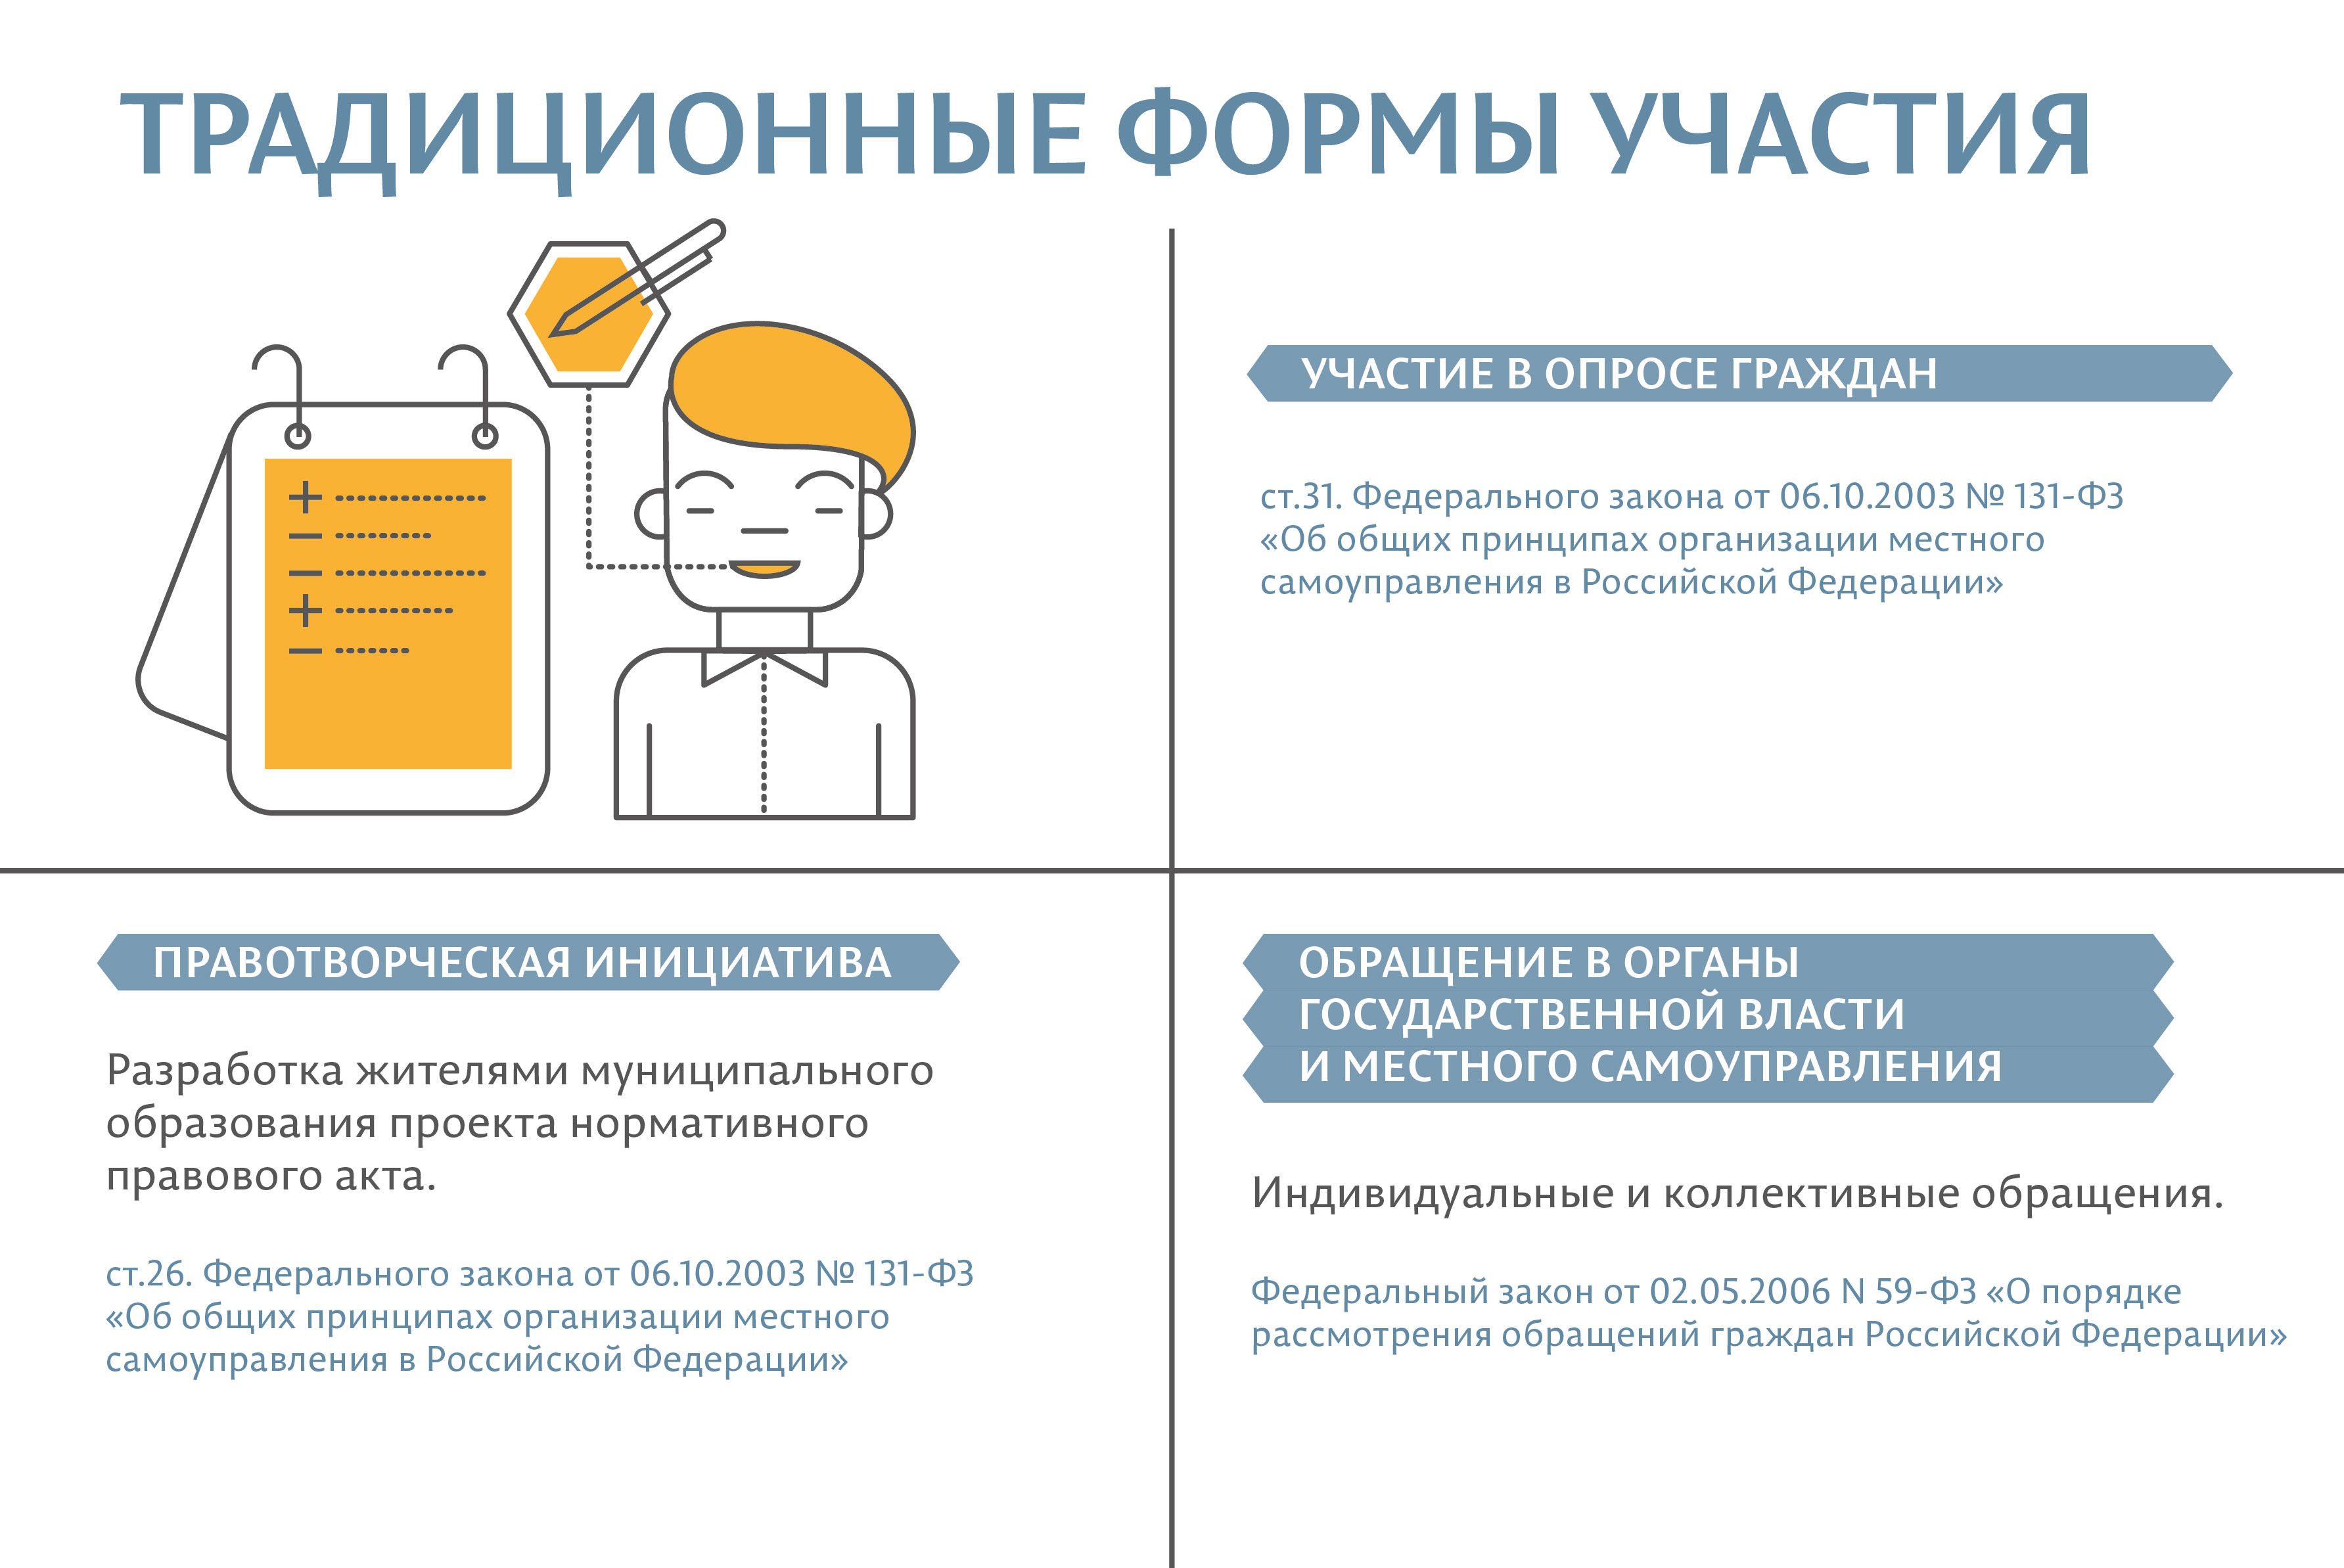 ТРАДИЦИОННЫЕ ФОРМЫ УЧАСТИЯ
УЧАСТИЕ В ОПРОСЕ ГРАЖДАН
ст.31. Федерального закона от 06.10.2003 № 131-ФЗ
«Об общих принципах организации местного
самоуправления в Российской Федерации»
ПРАВОТВОРЧЕСКАЯ ИНИЦИАТИВА
Разработка жителями муниципального
образования проекта нормативного
правового акта.
ст.26. Федерального закона от 06.10.2003 № 131-ФЗ
«Об общих принципах организации местного
самоуправления в Российской Федерации»
ОБРАЩЕНИЕ В ОРГАНЫ
ГОСУДАРСТВЕННОЙ ВЛАСТИ
И МЕСТНОГО САМОУПРАВЛЕНИЯ
Индивидуальные и коллективные обращения.
Федеральный закон от 02.05.2006 N 59-ФЗ «О порядке
рассмотрения обращений граждан Российской Федерации»